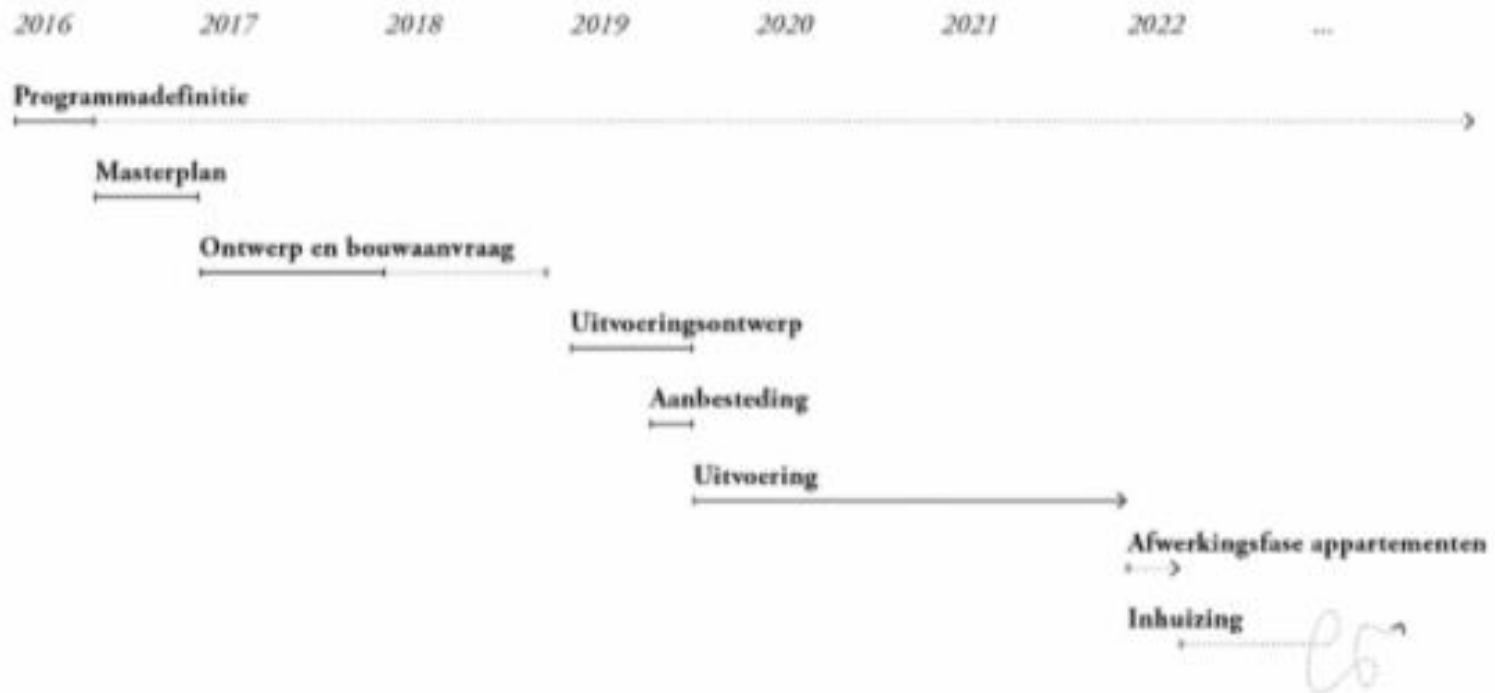 2016 2017 2018 2019 2020 2021 2022 ...
Programmadefinitie
Masterplan
Ontwerp en bouwaanvraag
Uitvoeringsontwerp
Aanbesteding
Uitvoering
Afwerkingsfase appartementen
Inhuizing